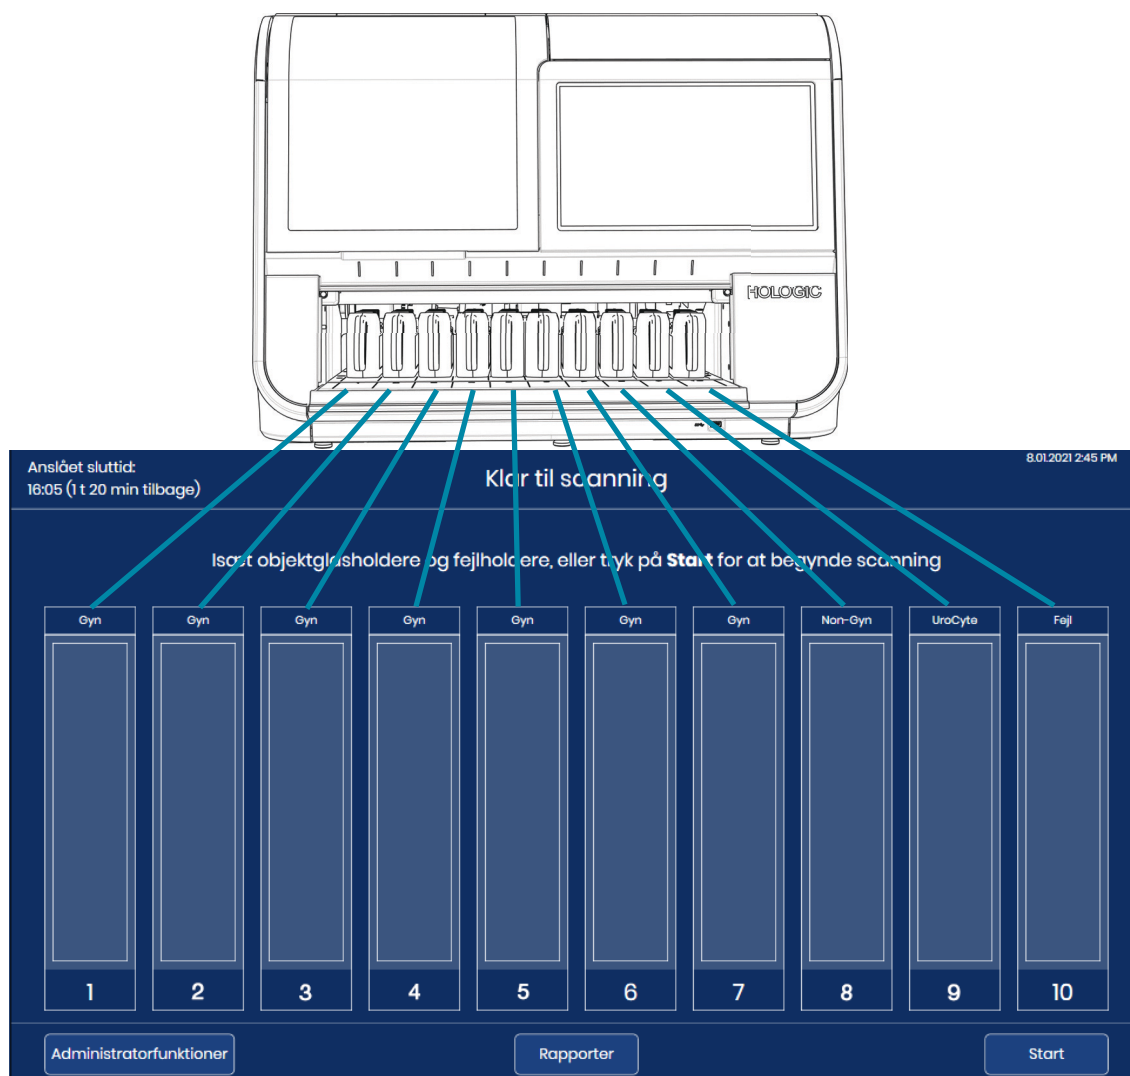 HOLOGIC
Anslået sluttid:
16:05 (1 t 20 min tilbage)
Klar til scanning
8.01.2021 2:45 PM
Isæt objektglasholdere og fejlholdere, eller tryk på Start for at begynde scanning
Gyn Gyn Gyn Gyn Gyn Gyn Gyn Non-Gyn UroCyte Fejl
1 2 3 4 5 6 7 8 9 10
Administratorfunktioner Rapporter Start